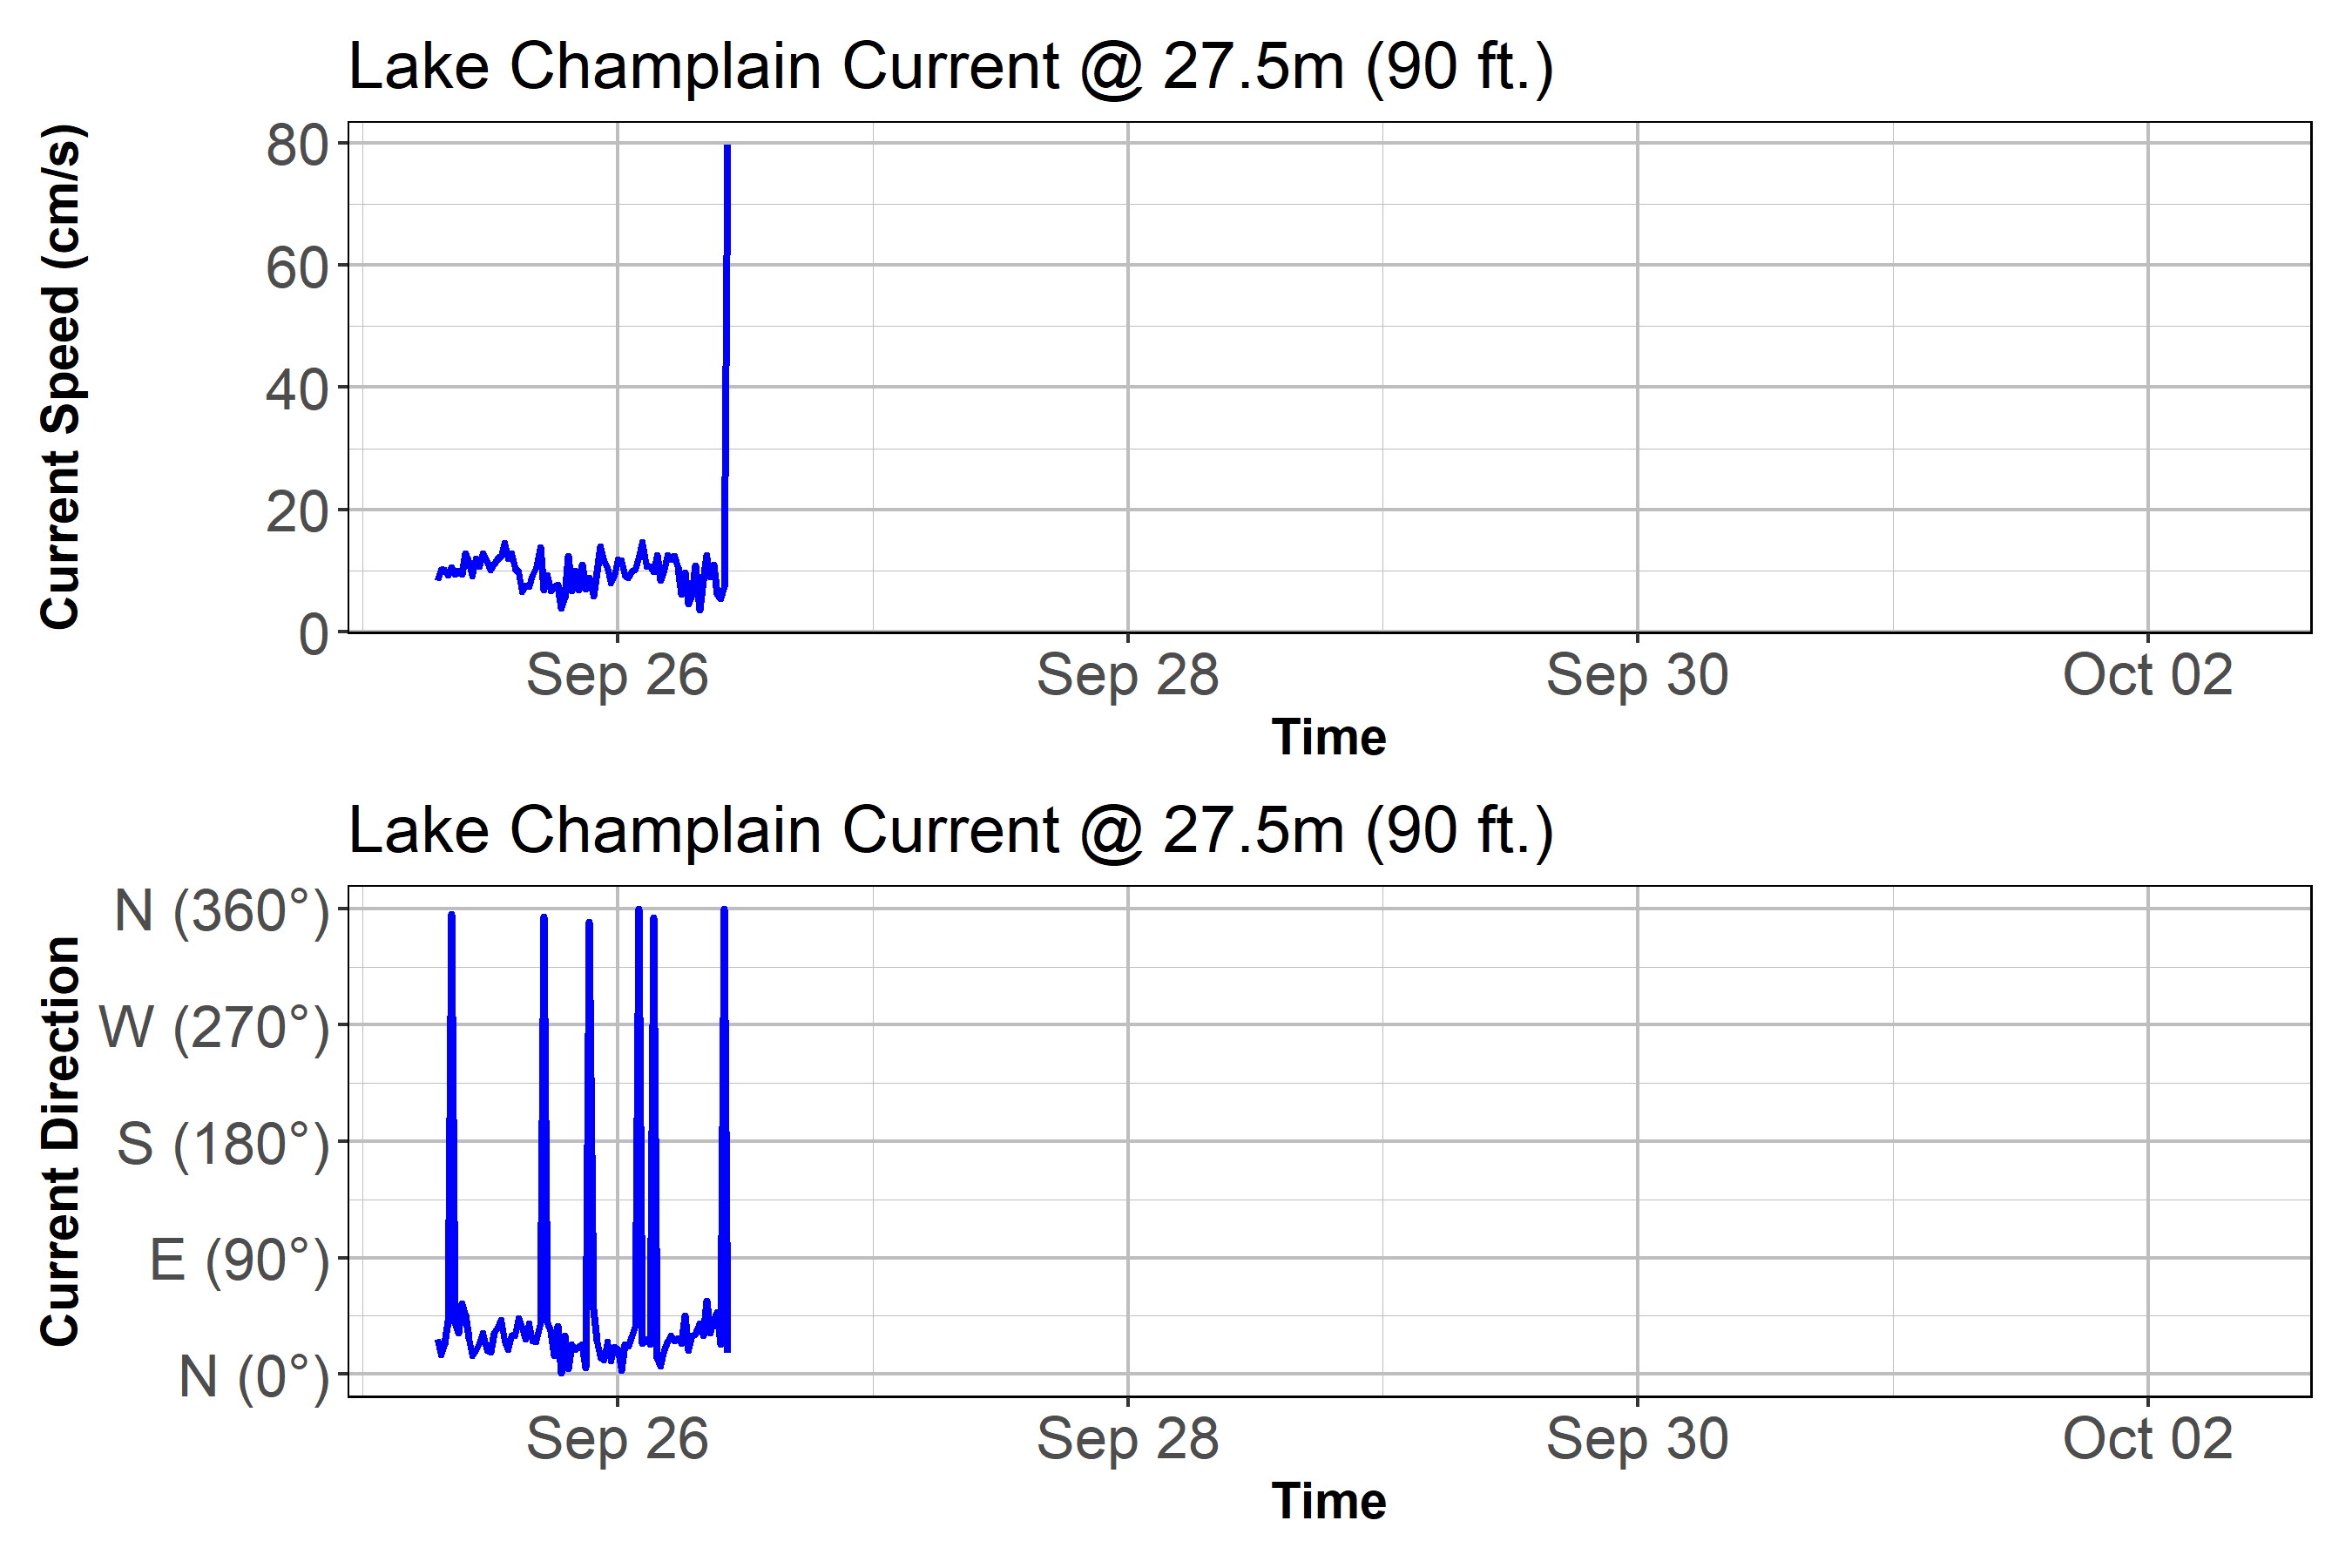 Lake Champlain Current @ 27.5m (90 ft.)
Current Speed (cm/s)
80
60
40
20
0
Sep 26 Sep 28 Sep 30 Oct 02
Time
Lake Champlain Current @ 27.5m (90 ft.)
Current Direction
N (360°)
W (270°)
S (180°)
E (90°)
N (0°)
Sep 26 Sep 28 Sep 30 Oct 02
Time